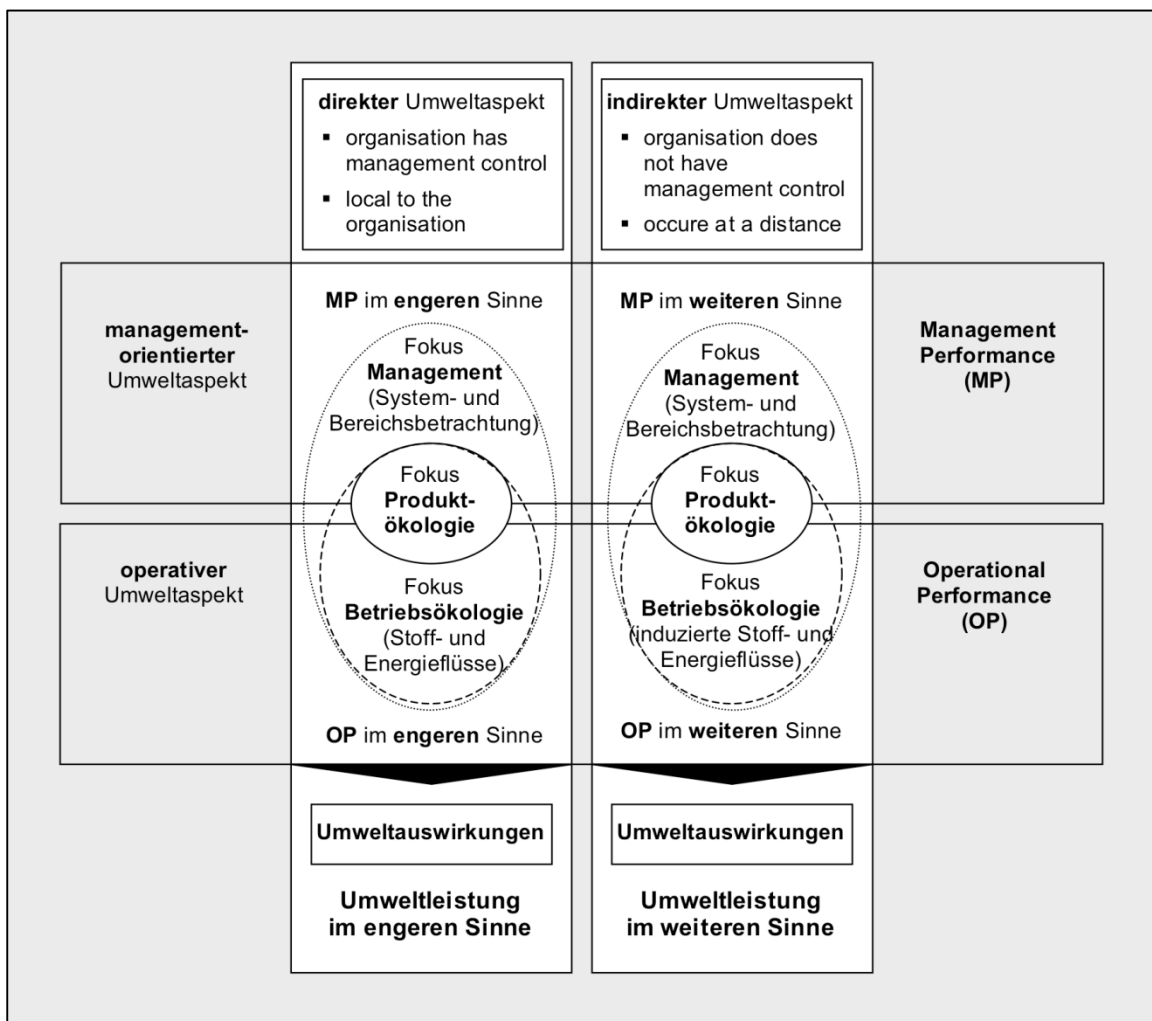 direkter Umweltaspekt
▪ organisation has
management control
▪ local to the
organisation
indirekter Umweltaspekt
▪ organisation does
not have
management control
▪ occure at a distance
management-
orientierter
Umweltaspekt
MP im engeren Sinne
Fokus
Management
(System- und
Bereichsbetrachtung)
Fokus
Produkt-
ökologie
MP im weiteren Sinne
Fokus
Management
(System- und
Bereichsbetrachtung)
Fokus
Produkt-
ökologie
Management
Performance
(MP)
operativer
Umweltaspekt
Fokus
Betriebsökologie
(Stoff- und
Energieflüsse)
OP im engeren Sinne
Fokus
Betriebsökologie
(induzierte Stoff- und
Energieflüsse)
OP im weiteren Sinne
Operational
Performance
(OP)
Umweltauswirkungen
Umweltleistung
im engeren Sinne
Umweltauswirkungen
Umweltleistung
im weiteren Sinne